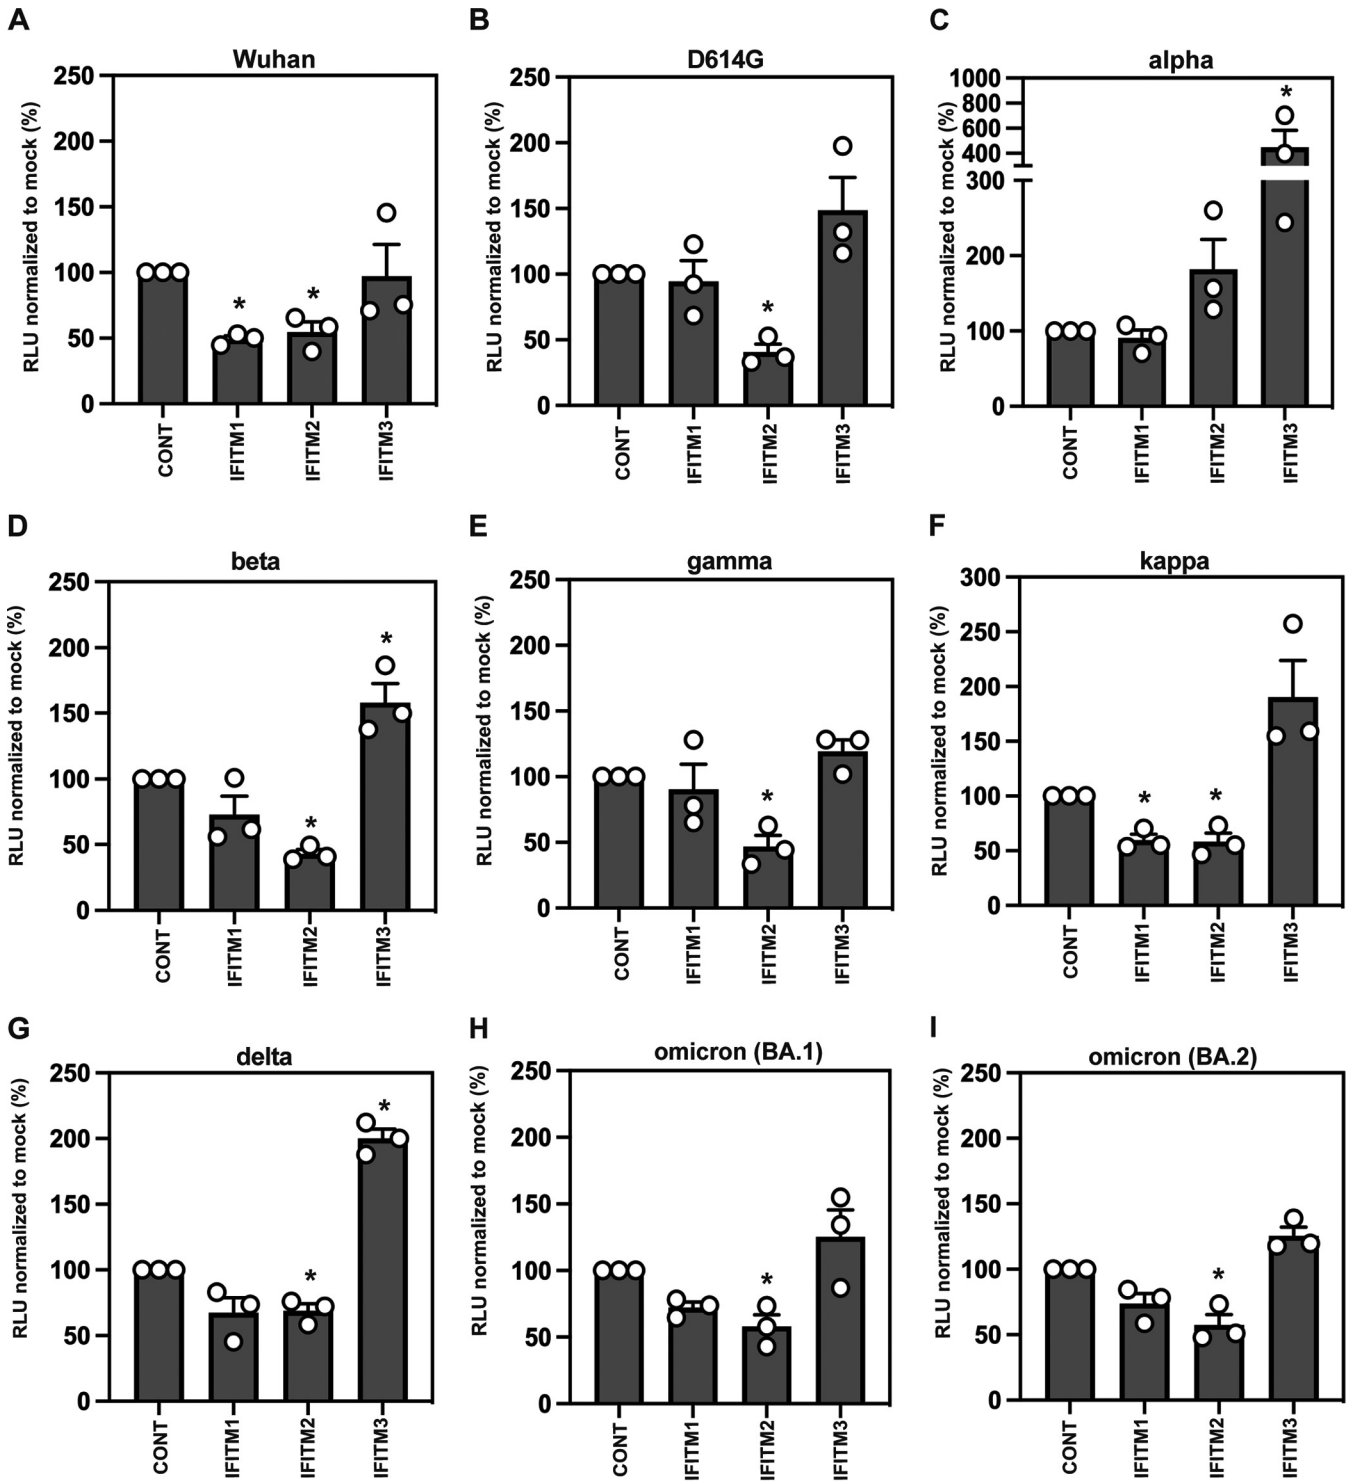 A
Wuhan
RLU normalized to mock (%)
250
200
150
100
50
0
*
*
CONT
IFITM1
IFITM2
IFITM3
B
D614G
RLU normalized to mock (%)
250
200
150
100
50
0
*
CONT
IFITM1
IFITM2
IFITM3
C
alpha
RLU normalized to mock (%)
1000
800
600
400
300
200
100
0
*
CONT
IFITM1
IFITM2
IFITM3
D
beta
RLU normalized to mock (%)
250
200
150
100
50
0
*
*
CONT
IFITM1
IFITM2
IFITM3
E
gamma
RLU normalized to mock (%)
250
200
150
100
50
0
*
CONT
IFITM1
IFITM2
IFITM3
F
kappa
RLU normalized to mock (%)
300
250
200
150
100
50
0
*
*
CONT
IFITM1
IFITM2
IFITM3
G
delta
RLU normalized to mock (%)
250
200
150
100
50
0
*
*
CONT
IFITM1
IFITM2
IFITM3
H
omicron (BA.1)
RLU normalized to mock (%)
250
200
150
100
50
0
*
CONT
IFITM1
IFITM2
IFITM3
I
omicron (BA.2)
RLU normalized to mock (%)
250
200
150
100
50
0
*
CONT
IFITM1
IFITM2
IFITM3